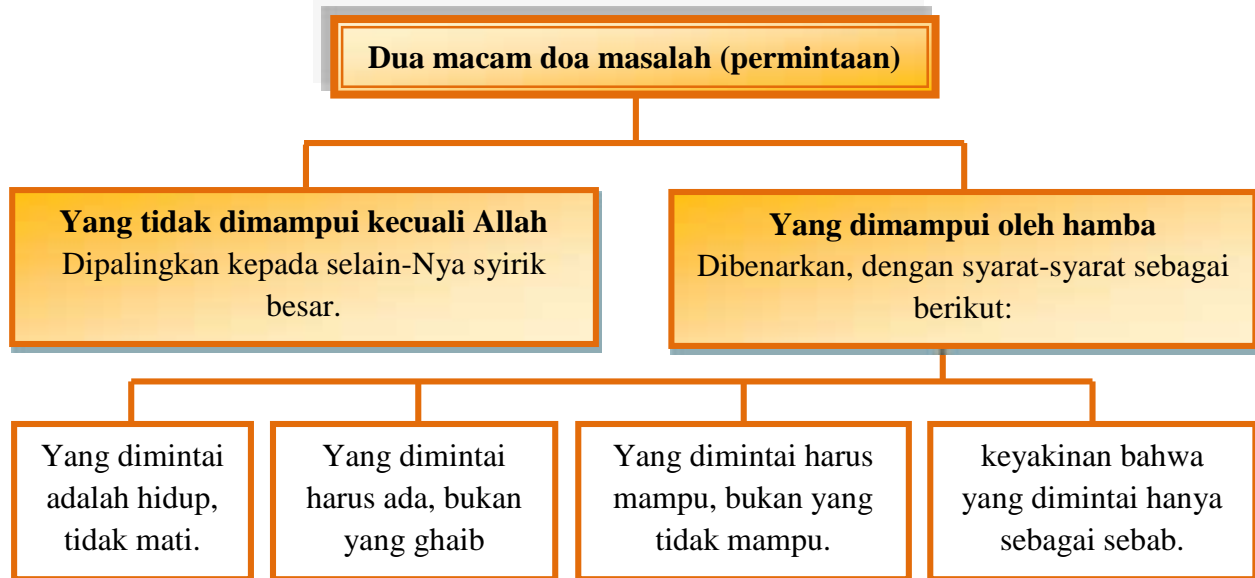 Dua macam doa masalah (permintaan)
Yang tidak dimampui kecuali Allah
Dipalingkan kepada selain-Nya syirik
besar.
Yang dimampui oleh hamba
Dibenarkan, dengan syarat-syarat sebagai
berikut:
Yang dimintai
adalah hidup,
tidak mati.
Yang dimintai
harus ada, bukan
yang ghaib
Yang dimintai harus
mampu, bukan yang
tidak mampu.
keyakinan bahwa
yang dimintai hanya
sebagai sebab.